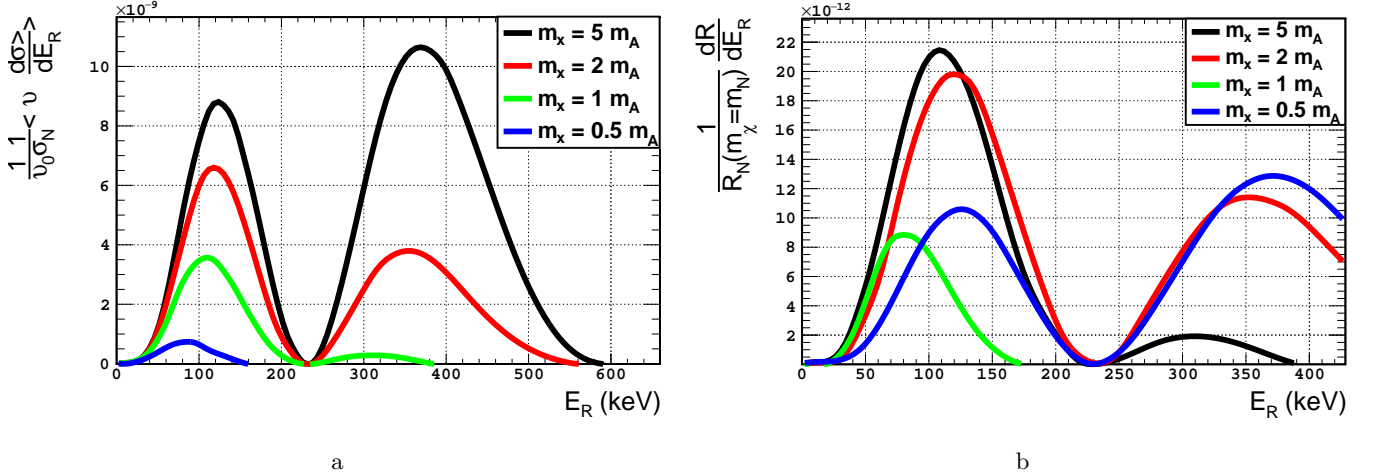 ×10⁻⁹
1/υ₀ 1/σ_N < υ dσ>/dE_R
10
8
6
4
2
0
0 100 200 300 400 500 600
E_R (keV)
m_x = 5 m_A
m_x = 2 m_A
m_x = 1 m_A
m_x = 0.5 m_A
a
×10⁻¹²
1/R_N(m_χ=m_N) dR/dE_R
22
20
18
16
14
12
10
8
6
4
2
0 50 100 150 200 250 300 350 400
E_R (keV)
m_x = 5 m_A
m_x = 2 m_A
m_x = 1 m_A
m_x = 0.5 m_A
b